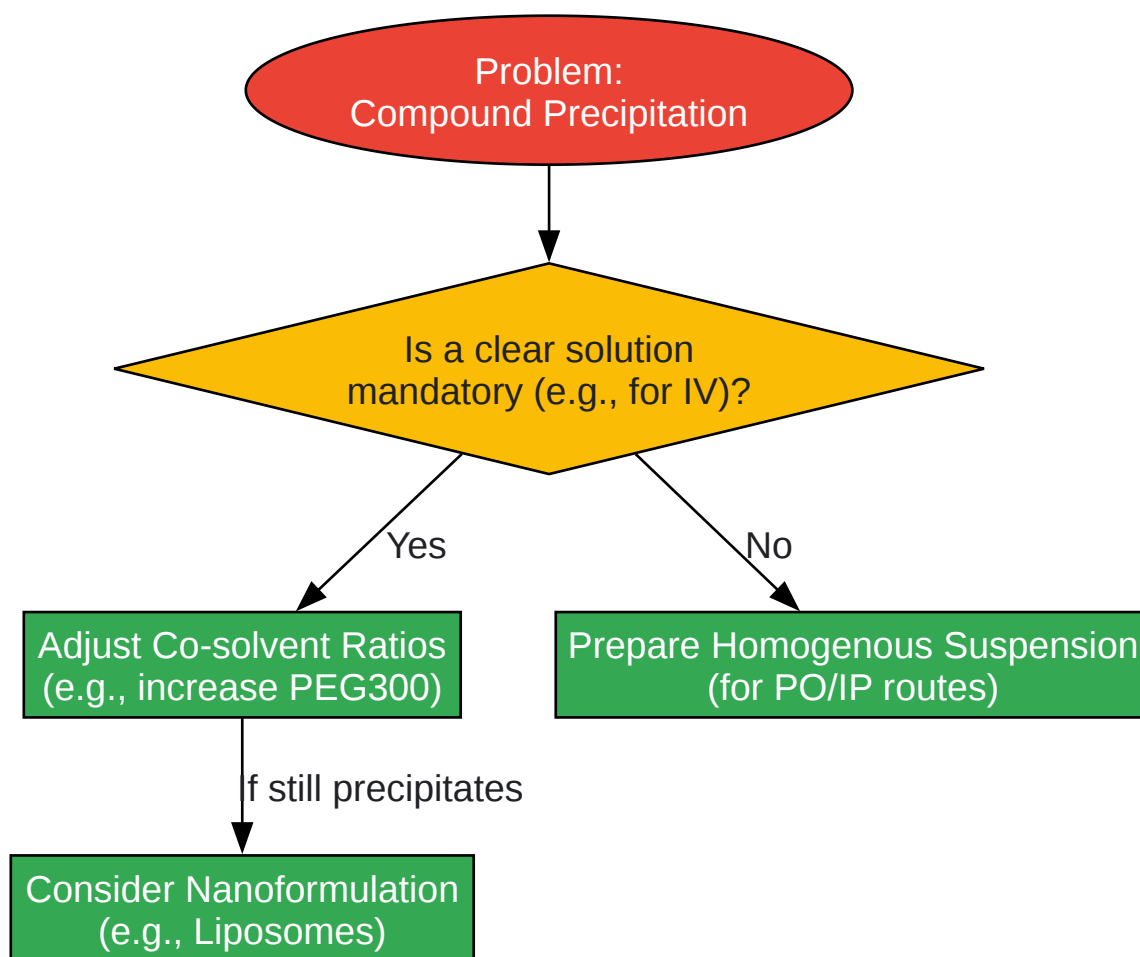 Problem:
Compound Precipitation
Is a clear solution
mandatory (e.g., for IV)?
Yes
No
Adjust Co-solvent Ratios
(e.g., increase PEG300)
Prepare Homogenous Suspension
(for PO/IP routes)
If still precipitates
Consider Nanoformulation
(e.g., Liposomes)